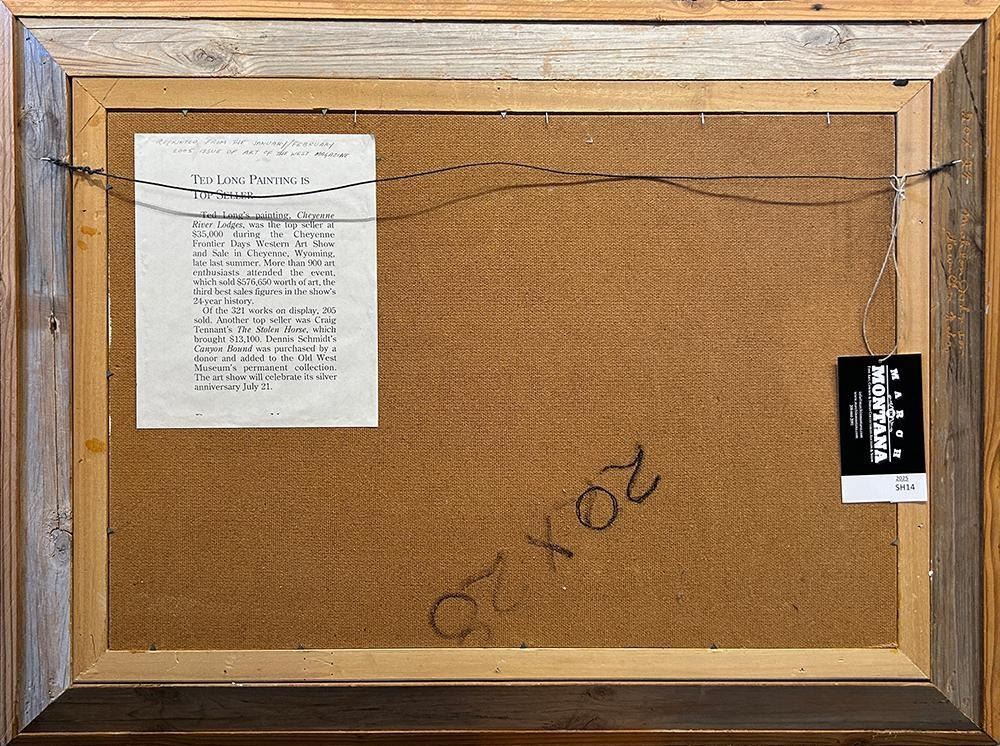 REPRINTED FROM THE JANUARY/FEBRUARY
2005 ISSUE OF ART OF THE WEST MAGAZINE
TED LONG PAINTING IS
TOP SELLER
Ted Long's painting, Cheyenne
River Lodges, was the top seller at
$35,000 during the Cheyenne
Frontier Days Western Art Show
and Sale in Cheyenne, Wyoming,
late last summer. More than 900 art
enthusiasts attended the event,
which sold $576,650 worth of art, the
third best sales figures in the show's
24-year history.
Of the 321 works on display, 205
sold. Another top seller was Craig
Tennant's The Stolen Horse, which
brought $13,100. Dennis Schmidt's
Canyon Bound was purchased by a
donor and added to the Old West
Museum's permanent collection.
The art show will celebrate its silver
anniversary July 21.
MARCH
MONTANA
2025
SH14
20 X